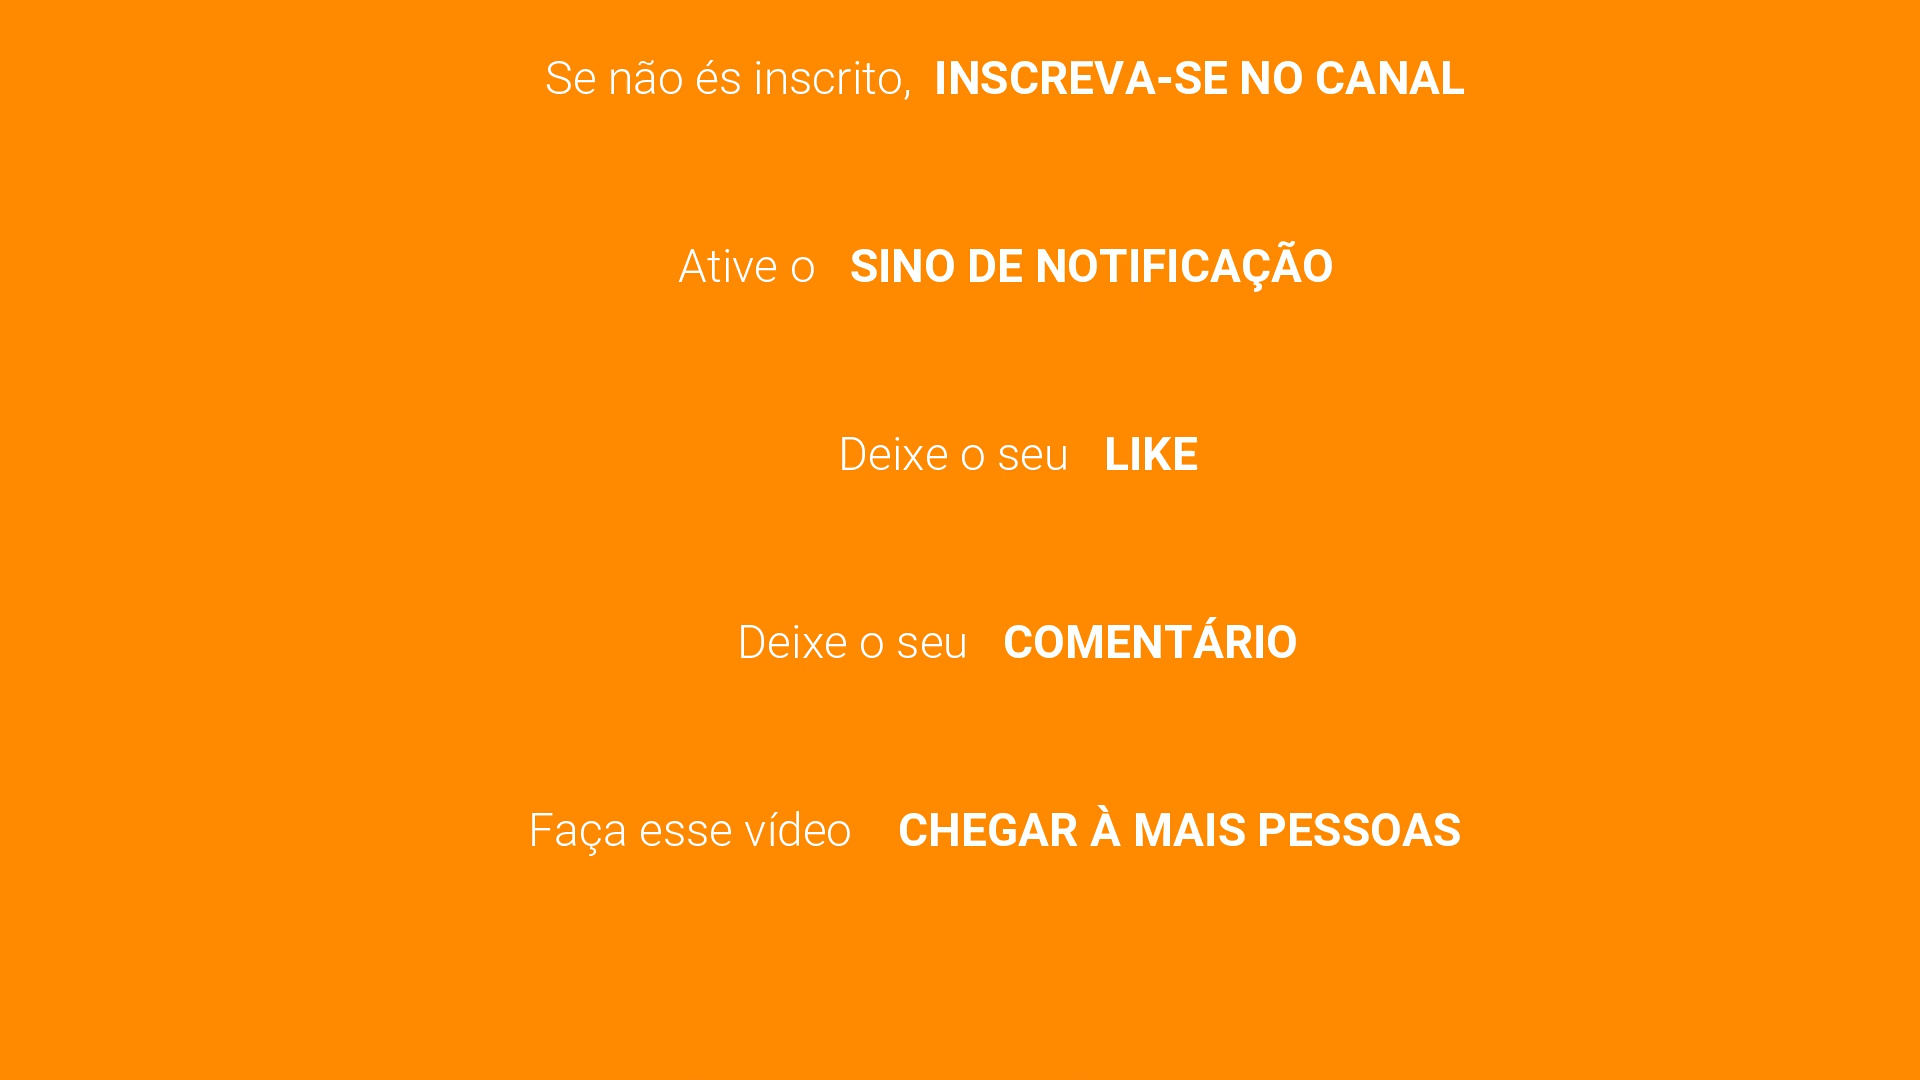 Se não és inscrito, INSCREVA-SE NO CANAL
Ative o SINO DE NOTIFICAÇÃO
Deixe o seu LIKE
Deixe o seu COMENTÁRIO
Faça esse vídeo CHEGAR À MAIS PESSOAS